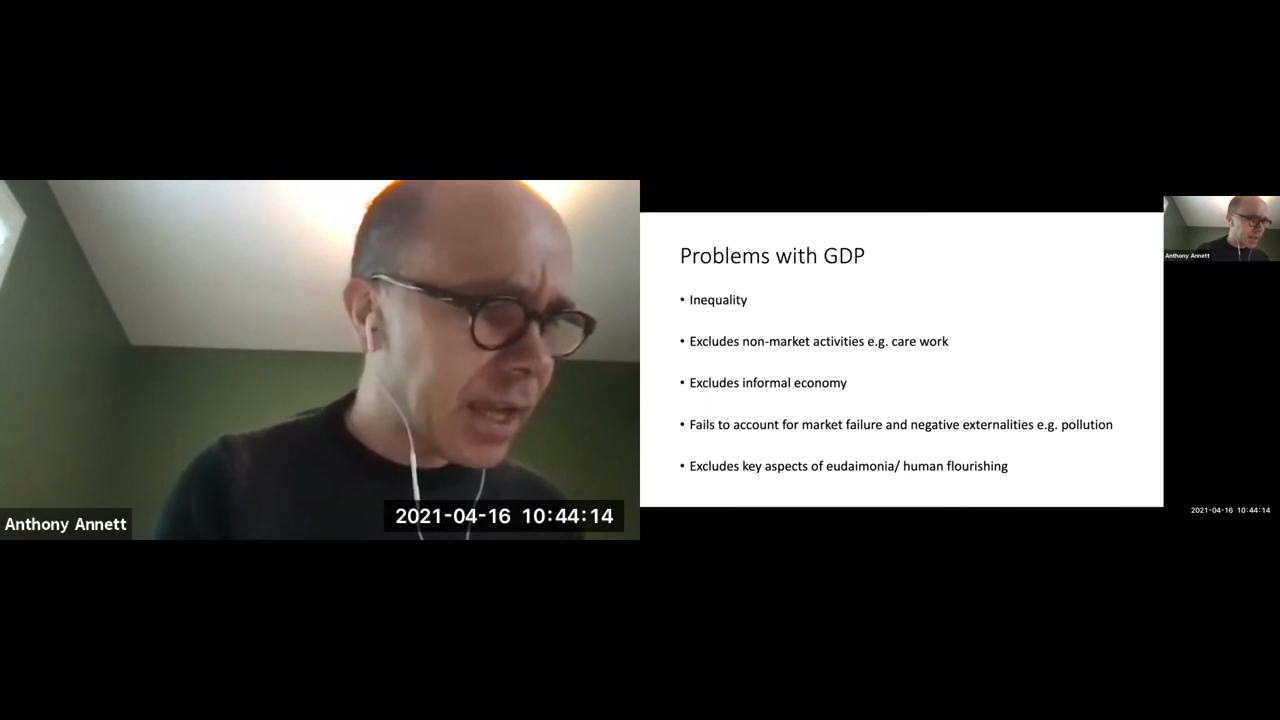 Anthony Annett
2021-04-16 10:44:14
Problems with GDP
• Inequality
• Excludes non-market activities e.g. care work
• Excludes informal economy
• Fails to account for market failure and negative externalities e.g. pollution
• Excludes key aspects of eudaimonia/ human flourishing
Anthony Annett
2021-04-16 10:44:14